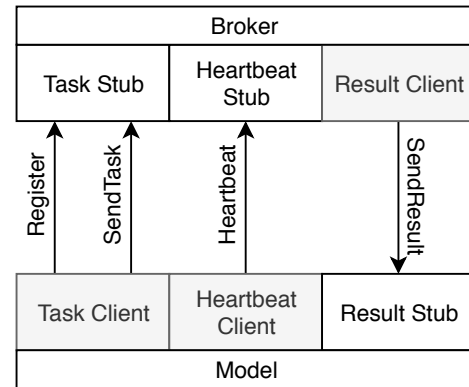 Broker
Task Stub
Heartbeat
Stub
Result Client
Register
SendTask
Heartbeat
SendResult
Task Client
Heartbeat
Client
Result Stub
Model